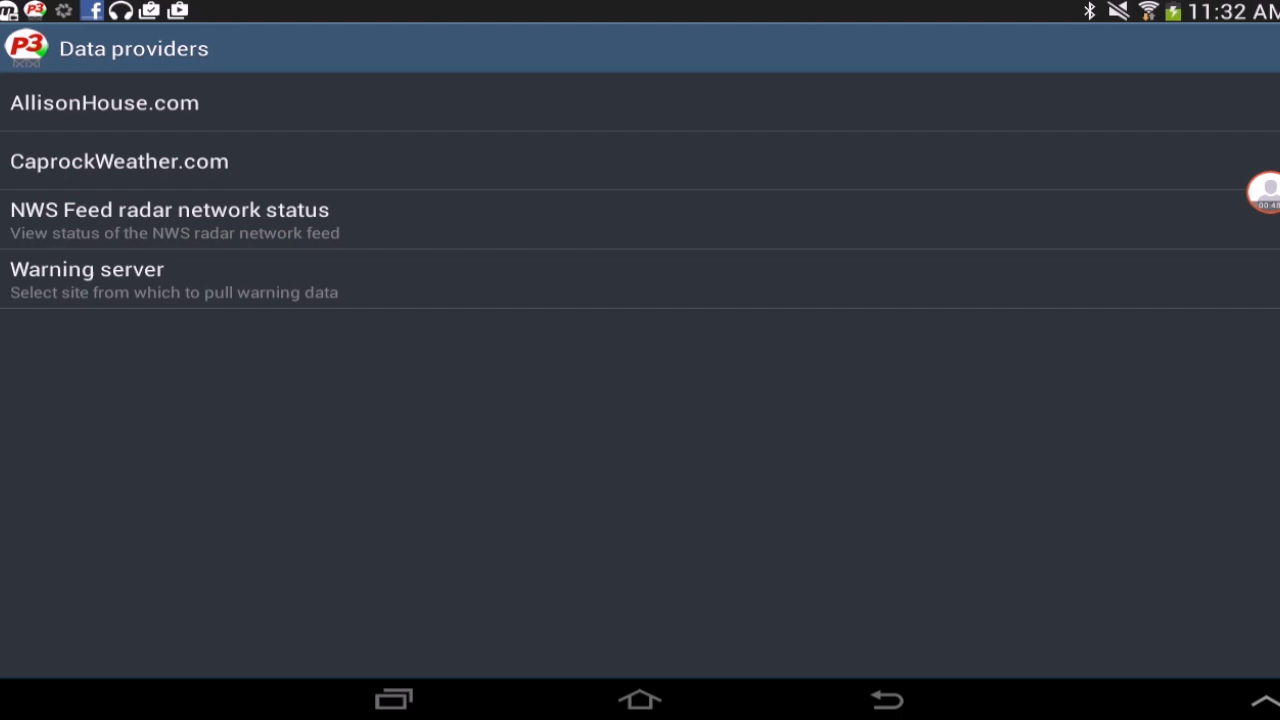 11:32 AM
P3 Data providers
AllisonHouse.com
CaprockWeather.com
NWS Feed radar network status
View status of the NWS radar network feed
Warning server
Select site from which to pull warning data